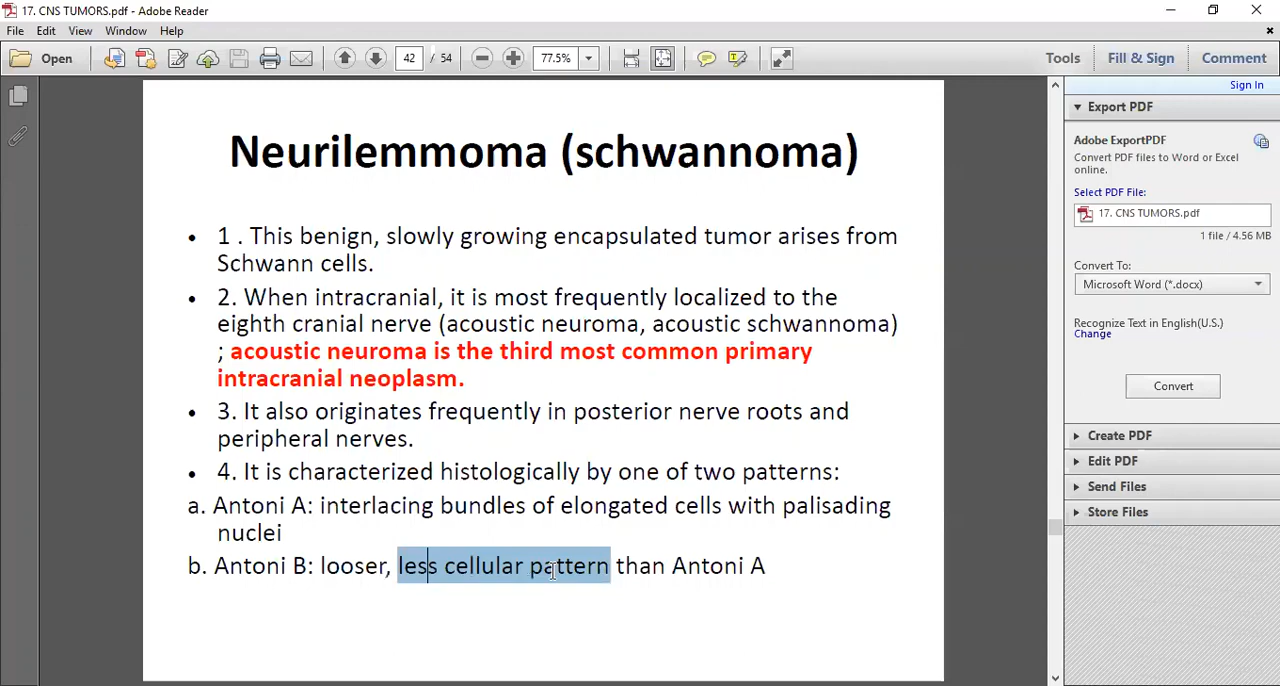 17. CNS TUMORS.pdf - Adobe Reader
File Edit View Window Help
Open 42 / 54 77.5% Tools Fill & Sign Comment
Sign In
Neurilemmoma (schwannoma)
• 1 . This benign, slowly growing encapsulated tumor arises from
Schwann cells.
• 2. When intracranial, it is most frequently localized to the
eighth cranial nerve (acoustic neuroma, acoustic schwannoma)
; acoustic neuroma is the third most common primary
intracranial neoplasm.
• 3. It also originates frequently in posterior nerve roots and
peripheral nerves.
• 4. It is characterized histologically by one of two patterns:
a. Antoni A: interlacing bundles of elongated cells with palisading
nuclei
b. Antoni B: looser, less cellular pattern than Antoni A
Export PDF
Adobe ExportPDF
Convert PDF files to Word or Excel
online.
Select PDF File:
17. CNS TUMORS.pdf
1 file / 4.56 MB
Convert To:
Microsoft Word (*.docx)
Recognize Text in English(U.S.)
Change
Convert
Create PDF
Edit PDF
Send Files
Store Files